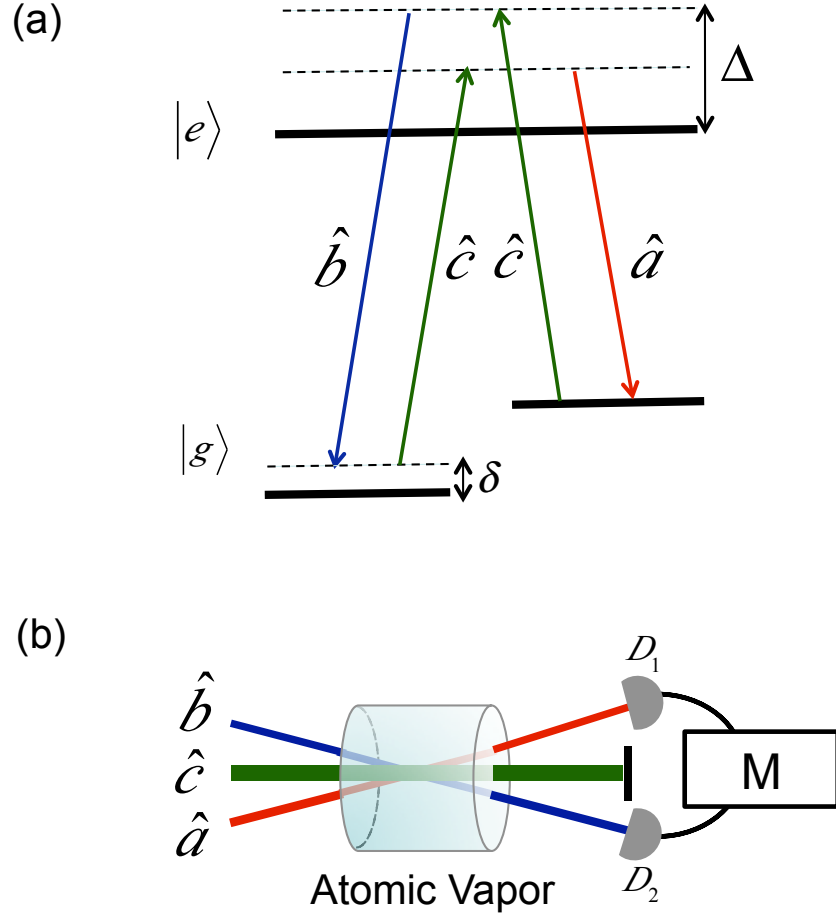 (a)
Δ
|e⟩
b̂ ĉ ĉ â
|g⟩
δ
(b)
D₁
b̂
ĉ
M
â
D₂
Atomic Vapor